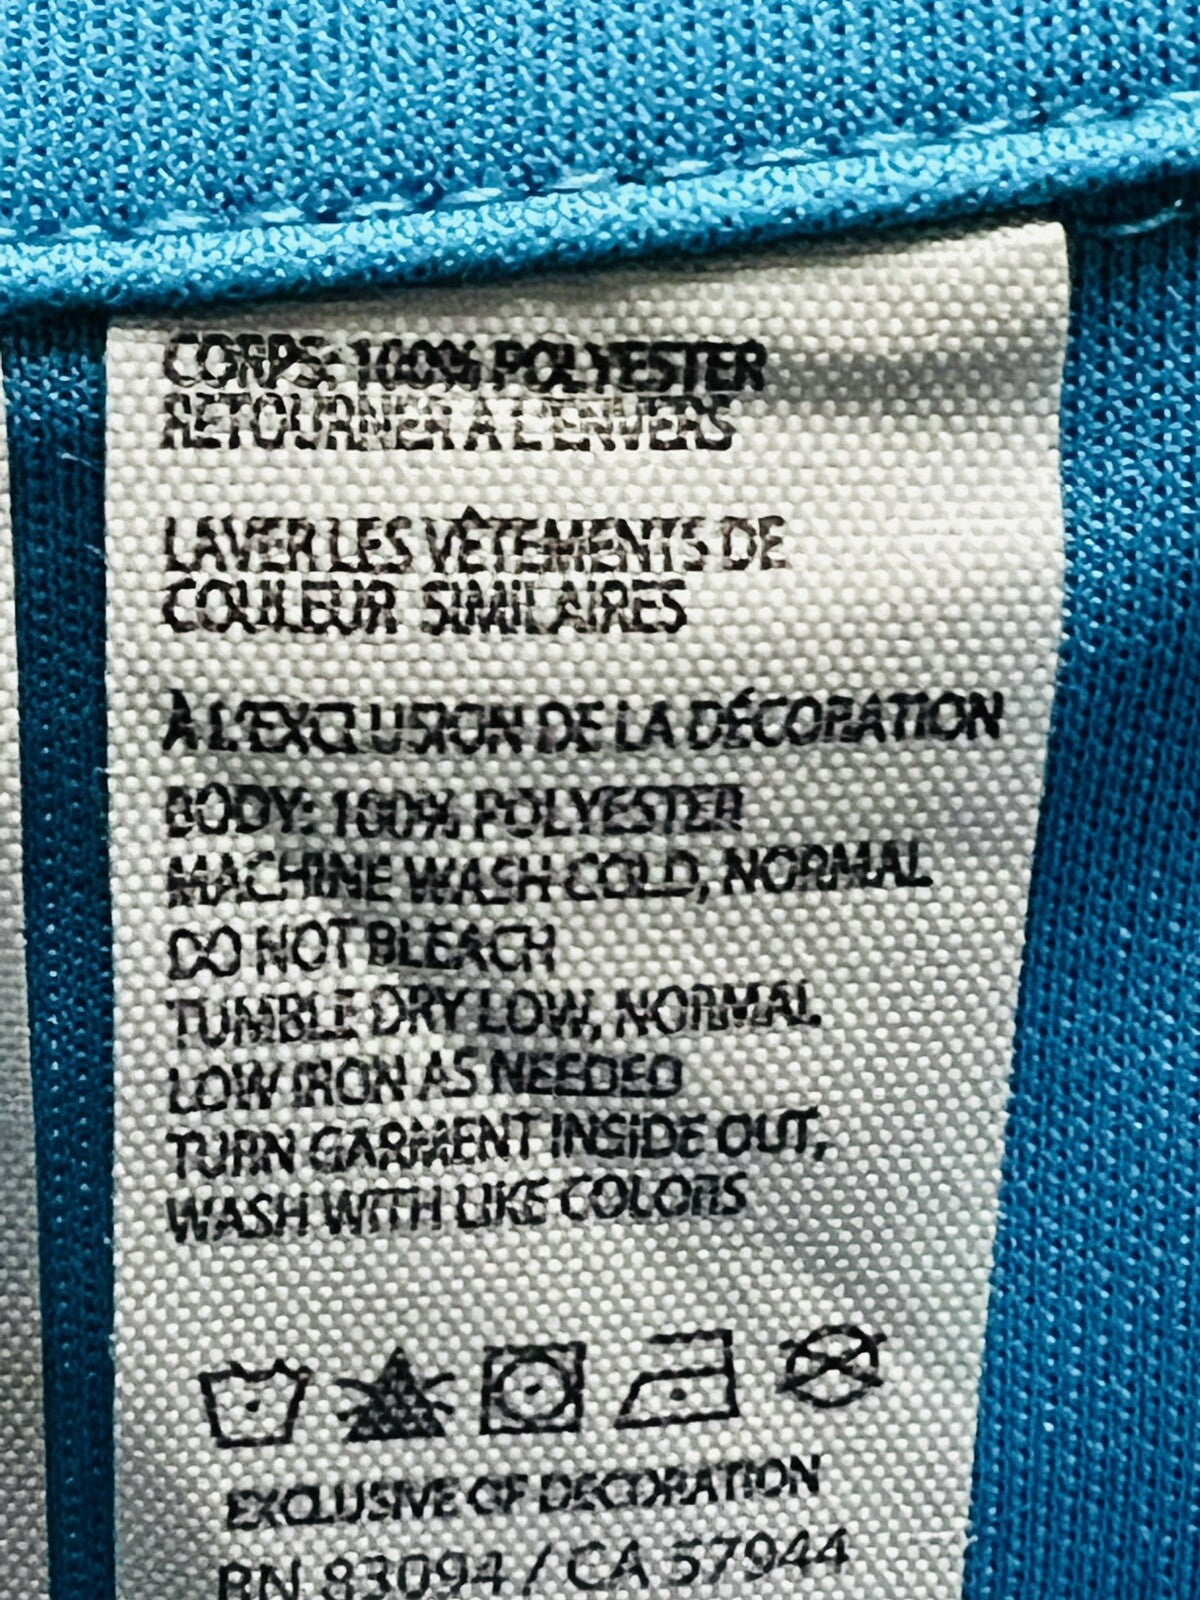 CORPS: 100% POLYESTER
RETOURNER À L'ENVERS
LAVER LES VÊTEMENTS DE
COULEUR SIMILAIRES
À L'EXCLUSION DE LA DÉCORATION
BODY: 100% POLYESTER
MACHINE WASH COLD, NORMAL
DO NOT BLEACH
TUMBLE DRY LOW, NORMAL
LOW IRON AS NEEDED
TURN GARMENT INSIDE OUT,
WASH WITH LIKE COLORS
EXCLUSIVE OF DECORATION
RN 83094 / CA 57944